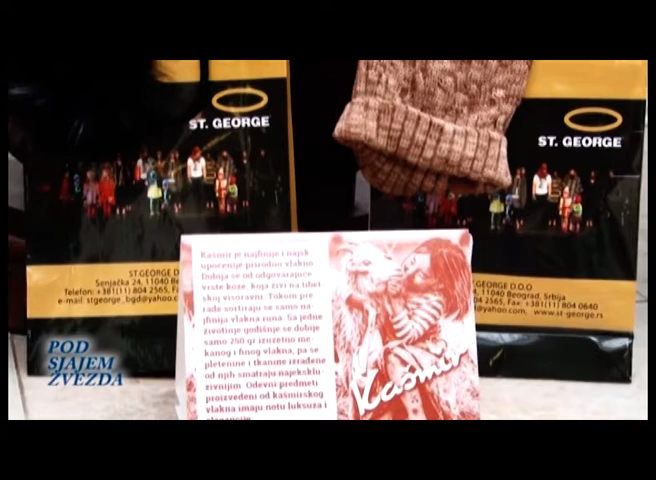 ST. GEORGE
ST.GEORGE D
Senjačka 24, 11040 B
Telefon: +381(11) 804 2565, Fa
e-mail: stgeorge_bgd@yahoo.c
ST. GEORGE
GEORGE D.O.O
24, 11040 Beograd, Srbija
04 2565, Fax: +381(11) 804 0640
@yahoo.com, www.st-george.rs
Kašmir je najfinije i najsk
upocenije prirodno vlakno
Dobija se od odgovarajuće
vrste koze, koja živi na tibet
skoj visoravni. Tokom pre
rade sortiraju se samo na-
jfinija vlakna runa. Sa jedne
životinje godišnje se dobije
samo 250 gr izuzetno me-
kanog i finog vlakna, pa se
pletenine i tkanine izrađene
od njih smatraju najeksklu-
zivnijim. Odevni predmeti
proizvedeni od kašmirskog
vlakna imaju notu luksuza i
Kašmir
POD
SJAJEM
ZVEZDA